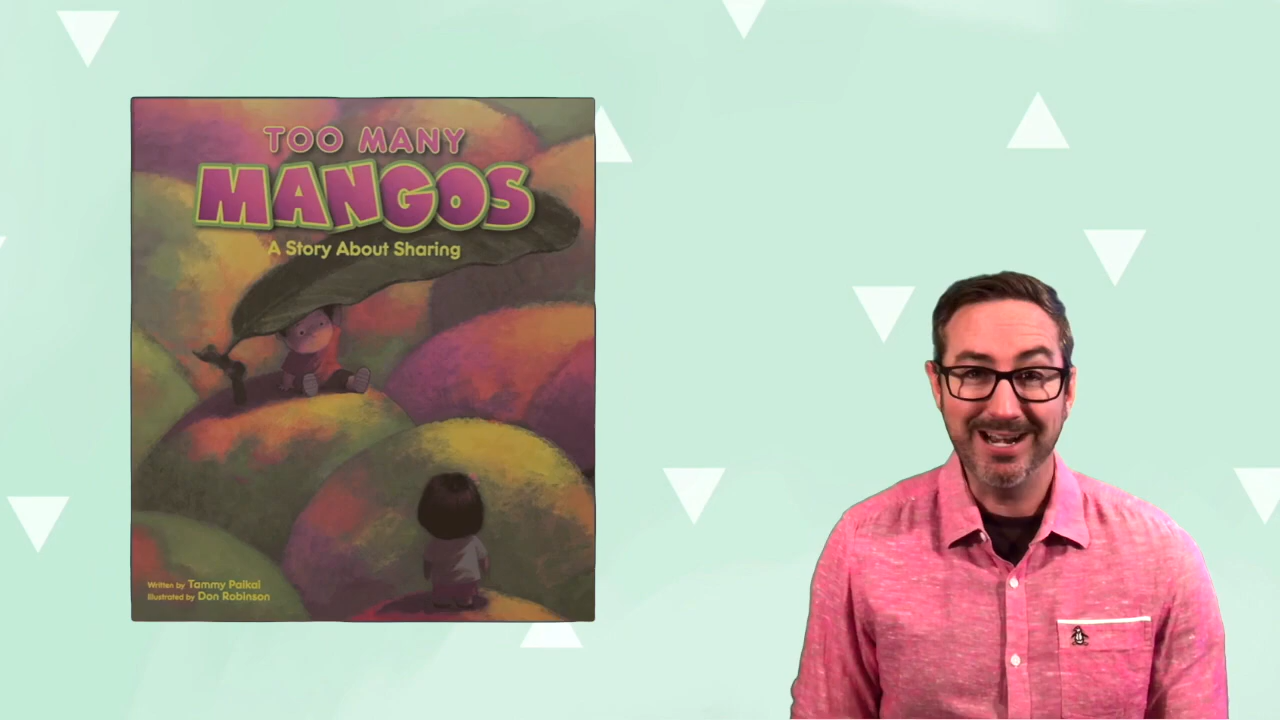 TOO MANY
MANGOS
A Story About Sharing
Written by Tammy Paikai
Illustrated by Don Robinson